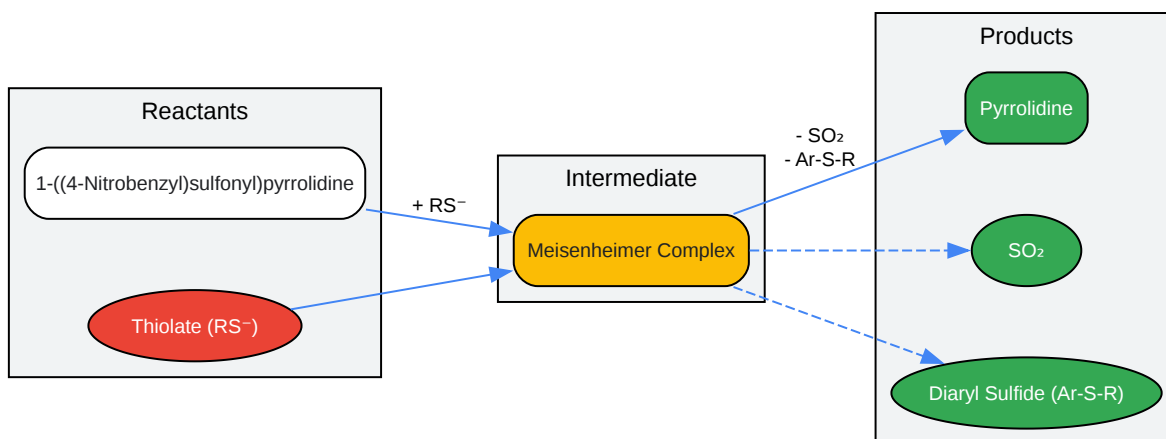 Reactants
1-((4-Nitrobenzyl)sulfonyl)pyrrolidine
Thiolate (RS⁻)
+ RS⁻
Intermediate
Meisenheimer Complex
- SO₂
- Ar-S-R
Products
Pyrrolidine
SO₂
Diaryl Sulfide (Ar-S-R)